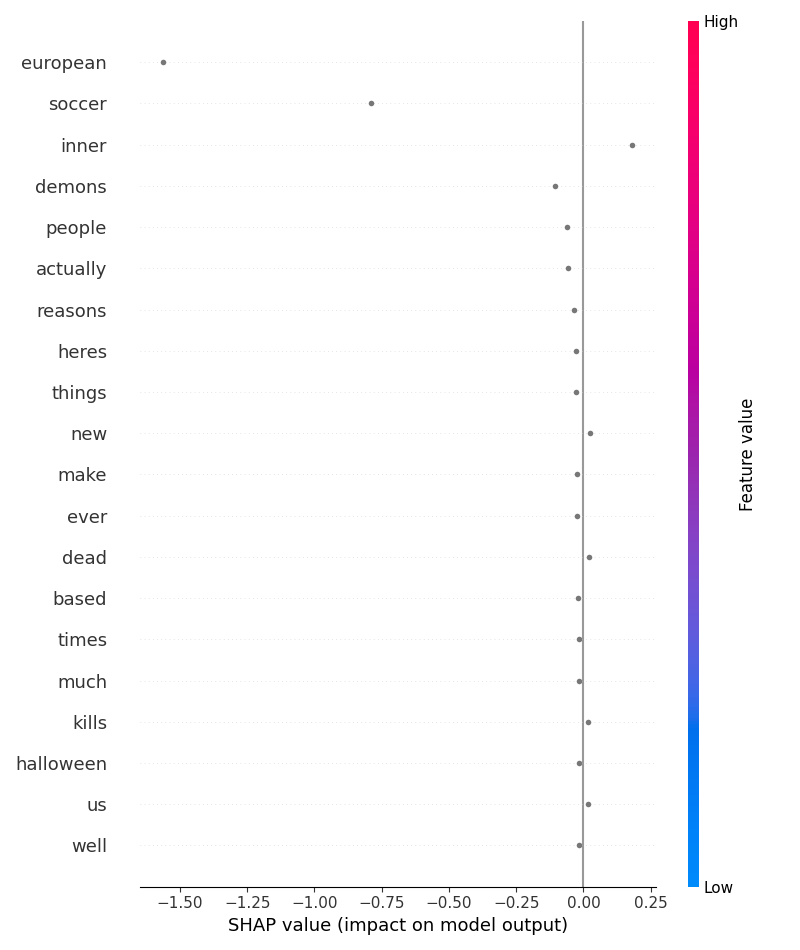 european
soccer
inner
demons
people
actually
reasons
heres
things
new
make
ever
dead
based
times
much
kills
halloween
us
well
−1.50 −1.25 −1.00 −0.75 −0.50 −0.25 0.00 0.25
SHAP value (impact on model output)
High
Feature value
Low